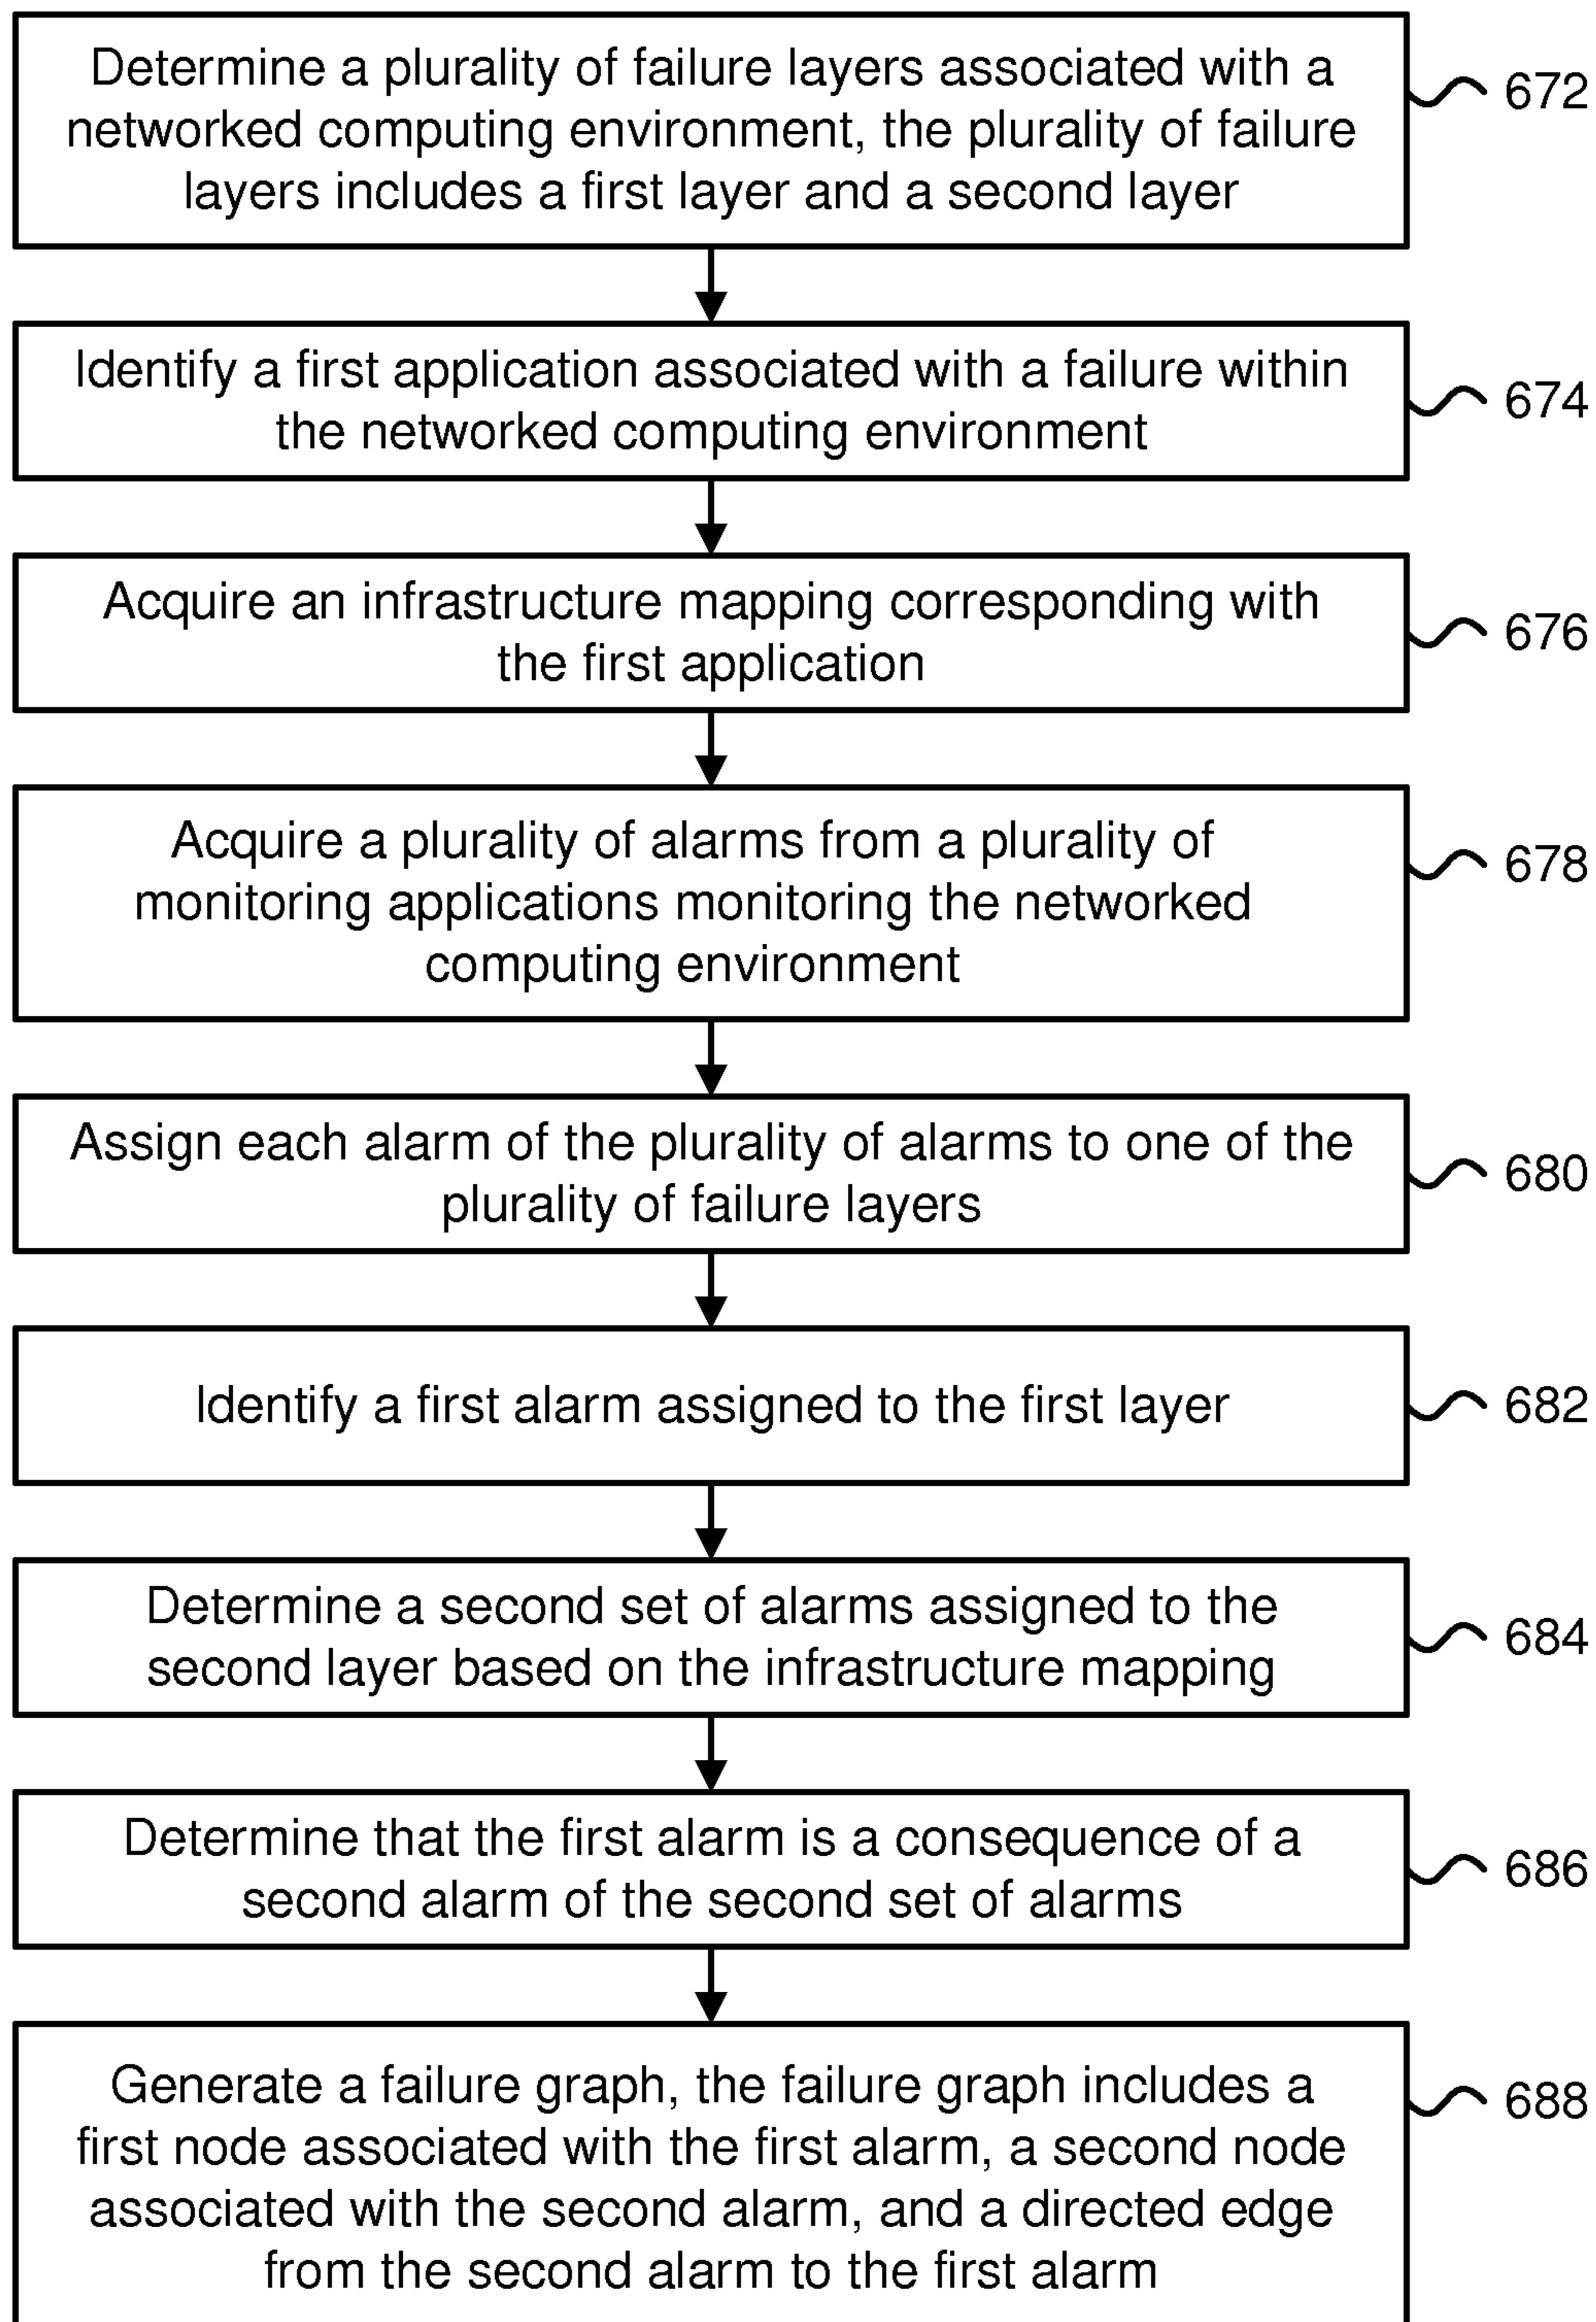 Determine a plurality of failure layers associated with a
networked computing environment, the plurality of failure
layers includes a first layer and a second layer
672
Identify a first application associated with a failure within
the networked computing environment
674
Acquire an infrastructure mapping corresponding with
the first application
676
Acquire a plurality of alarms from a plurality of
monitoring applications monitoring the networked
computing environment
678
Assign each alarm of the plurality of alarms to one of the
plurality of failure layers
680
Identify a first alarm assigned to the first layer
682
Determine a second set of alarms assigned to the
second layer based on the infrastructure mapping
684
Determine that the first alarm is a consequence of a
second alarm of the second set of alarms
686
Generate a failure graph, the failure graph includes a
first node associated with the first alarm, a second node
associated with the second alarm, and a directed edge
from the second alarm to the first alarm
688